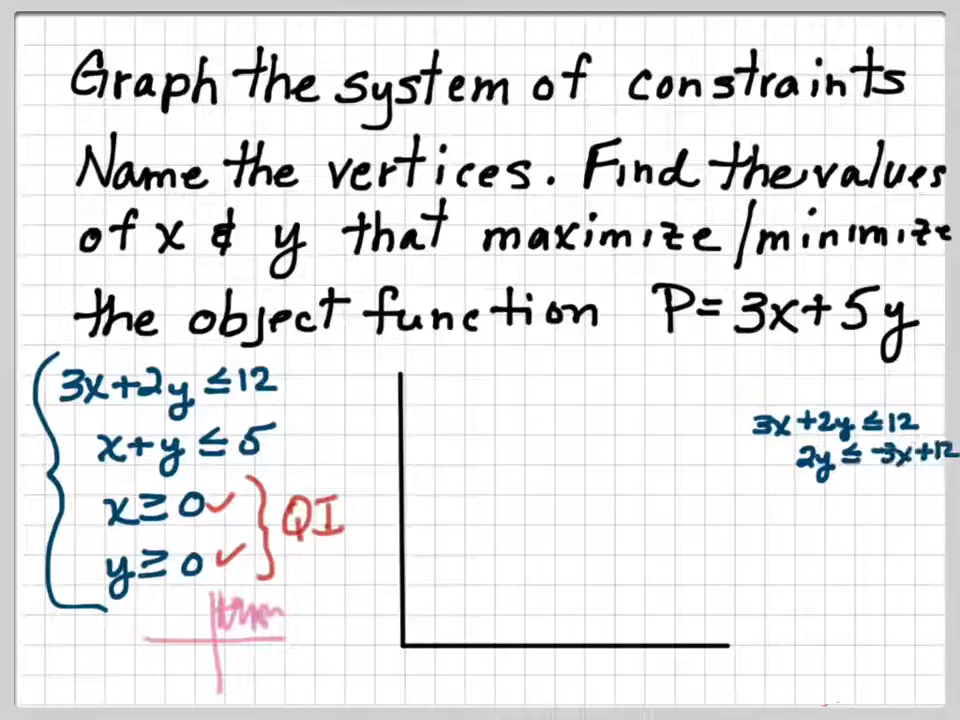 Graph the system of constraints
Name the vertices. Find the values
of x & y that maximize/minimize
the object function P=3x+5y
3x+2y ≤12
x+y ≤ 5
x≥0✓
y≥0✓
QI
3x+2y ≤12
2y ≤ -3x+12